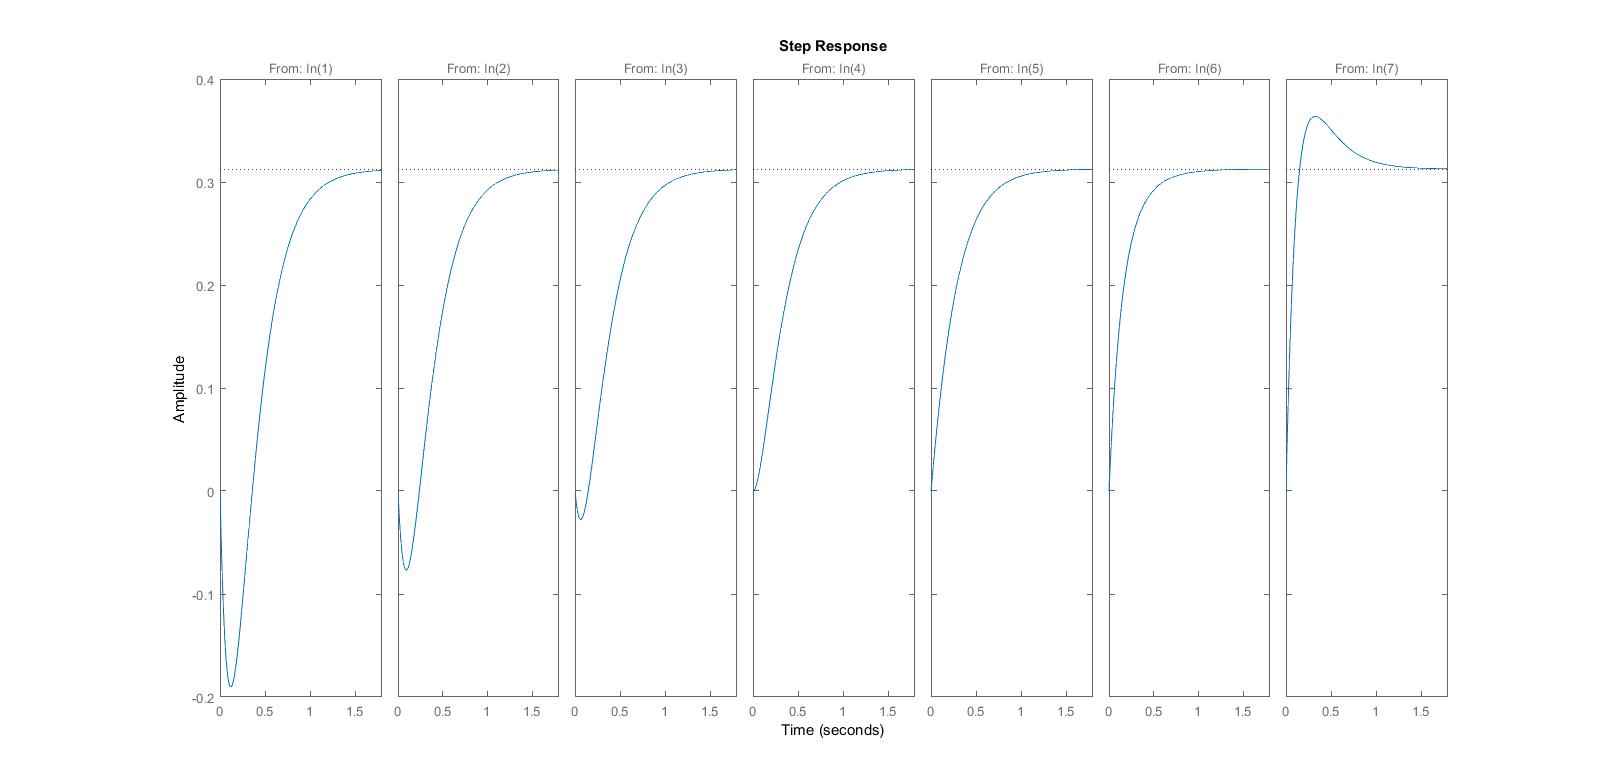 Step Response
From: In(1) From: In(2) From: In(3) From: In(4) From: In(5) From: In(6) From: In(7)
0.4
0.3
0.2
0.1
0
-0.1
-0.2
Amplitude
0 0.5 1 1.5 0 0.5 1 1.5 0 0.5 1 1.5 0 0.5 1 1.5 0 0.5 1 1.5 0 0.5 1 1.5 0 0.5 1 1.5
Time (seconds)